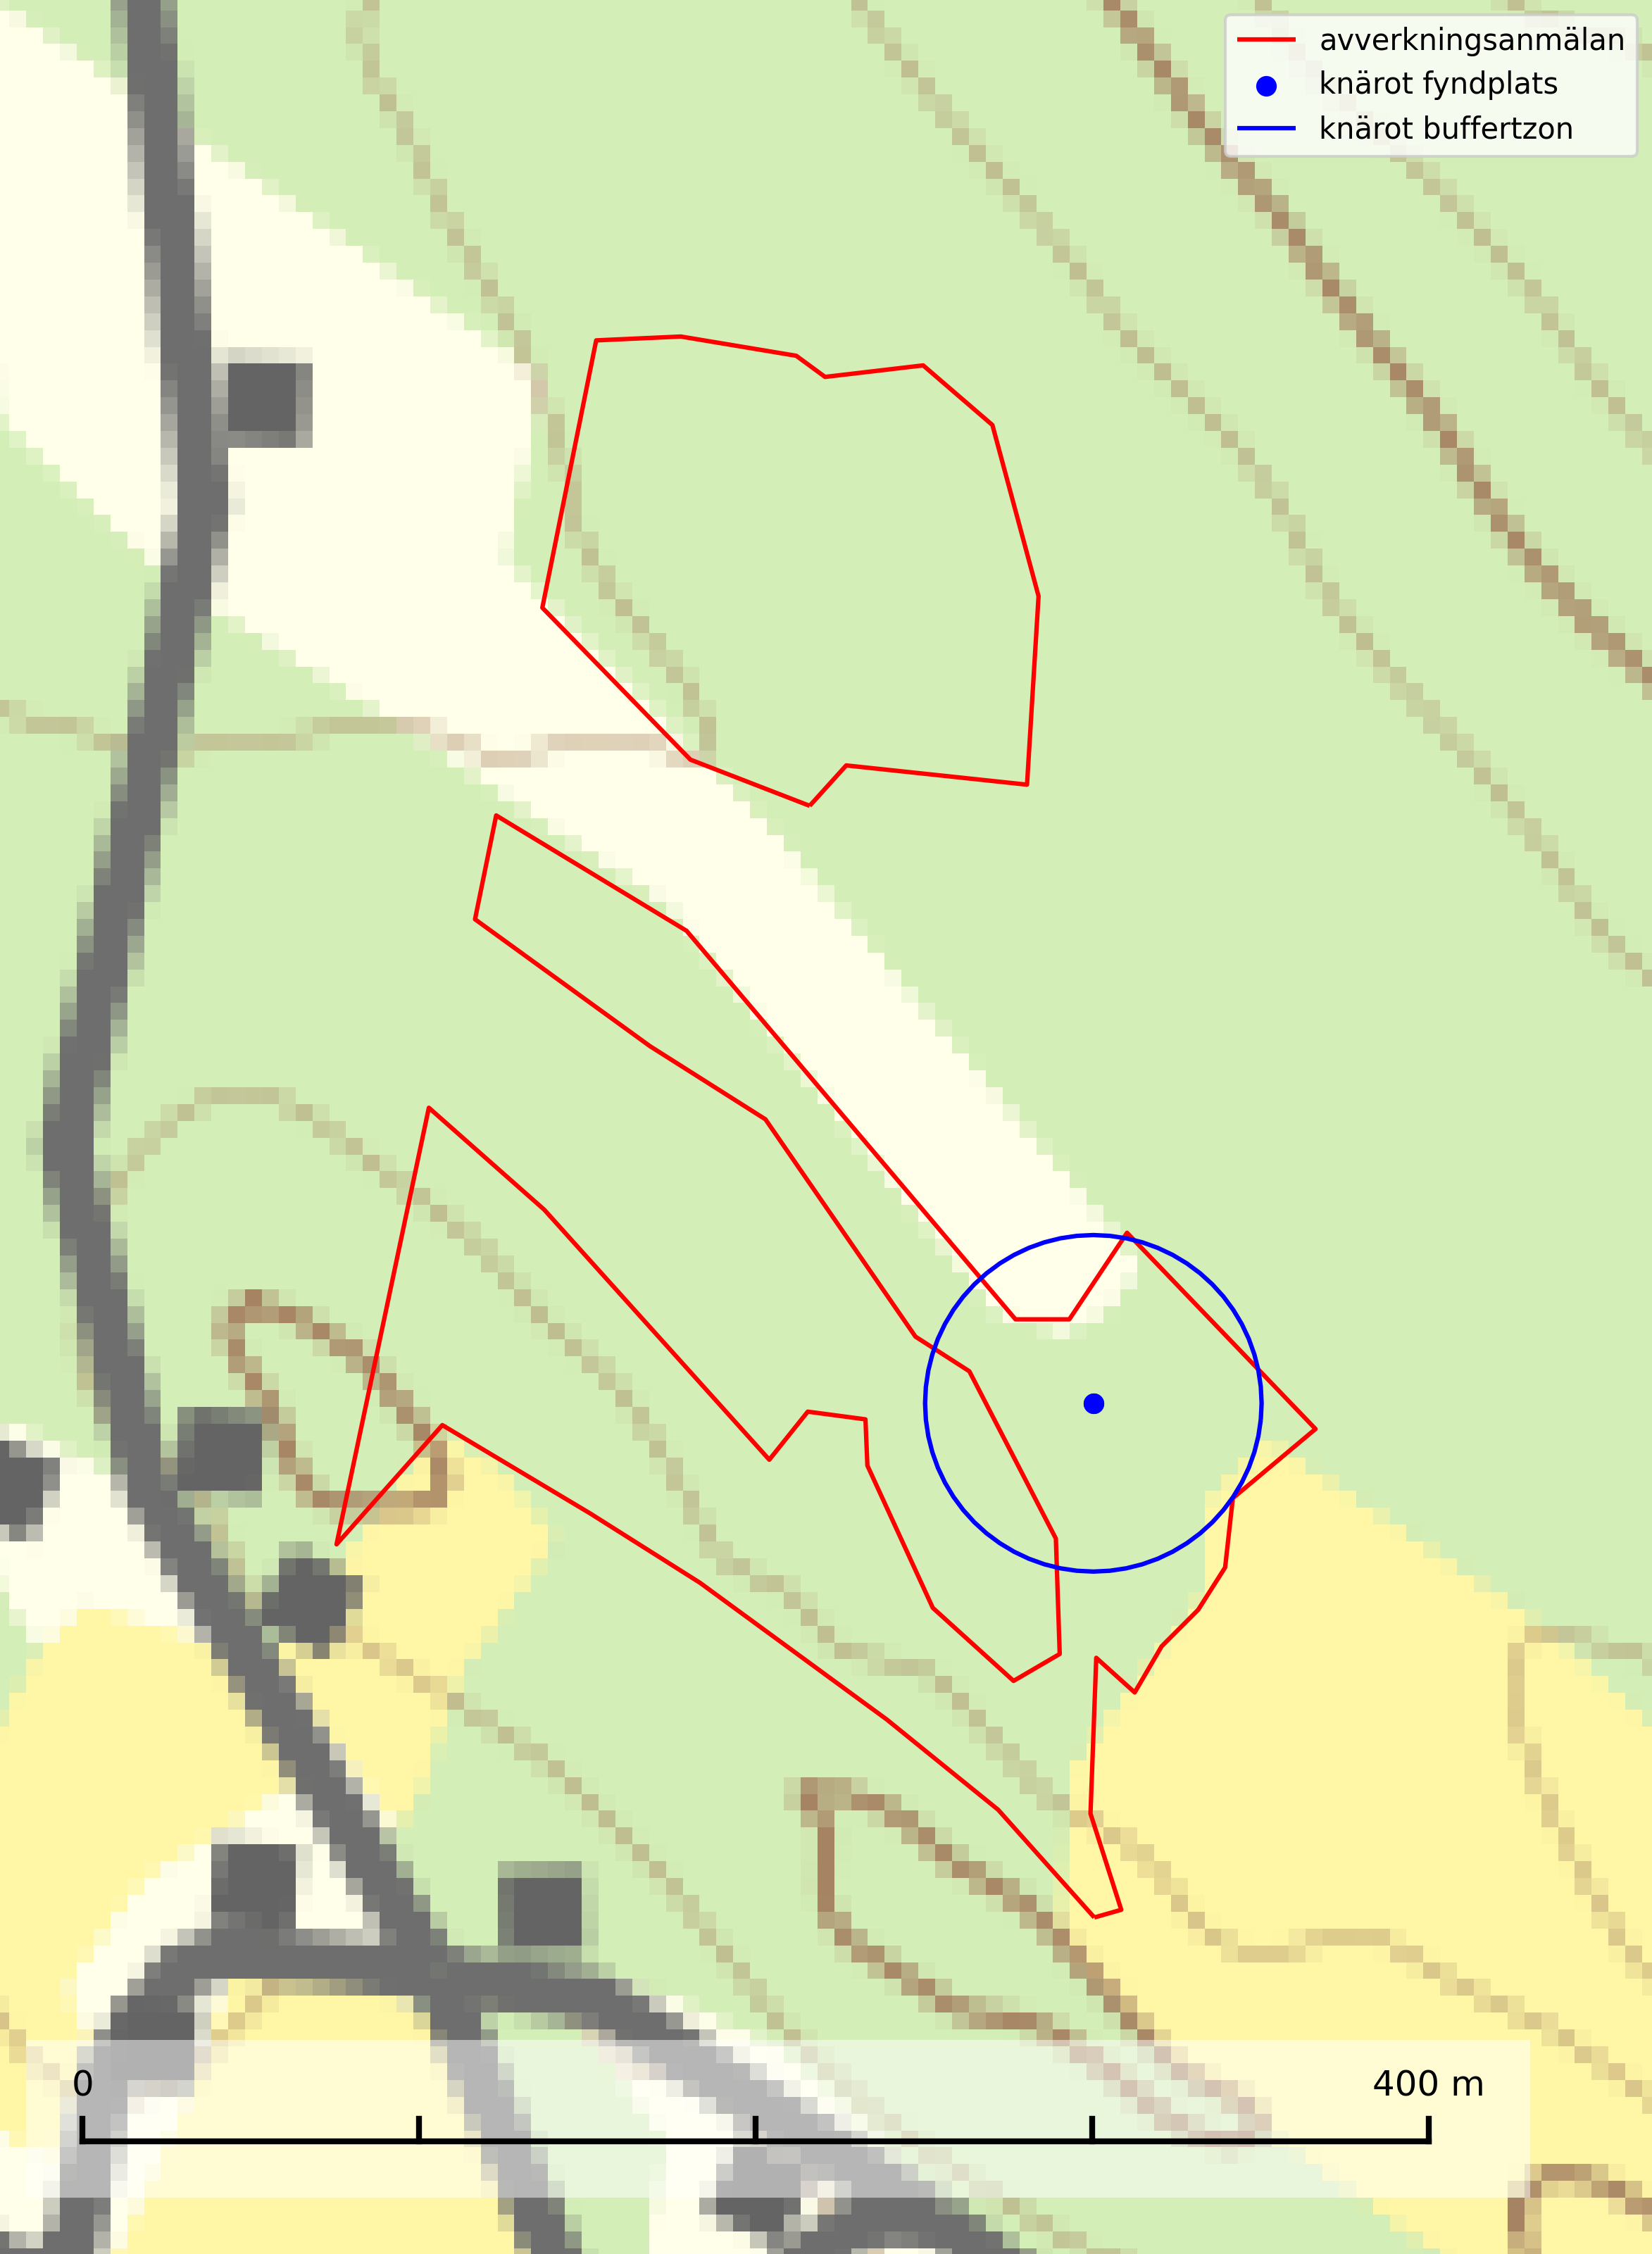 avverkningsanmälan
knärot fyndplats
knärot buffertzon
0
400 m